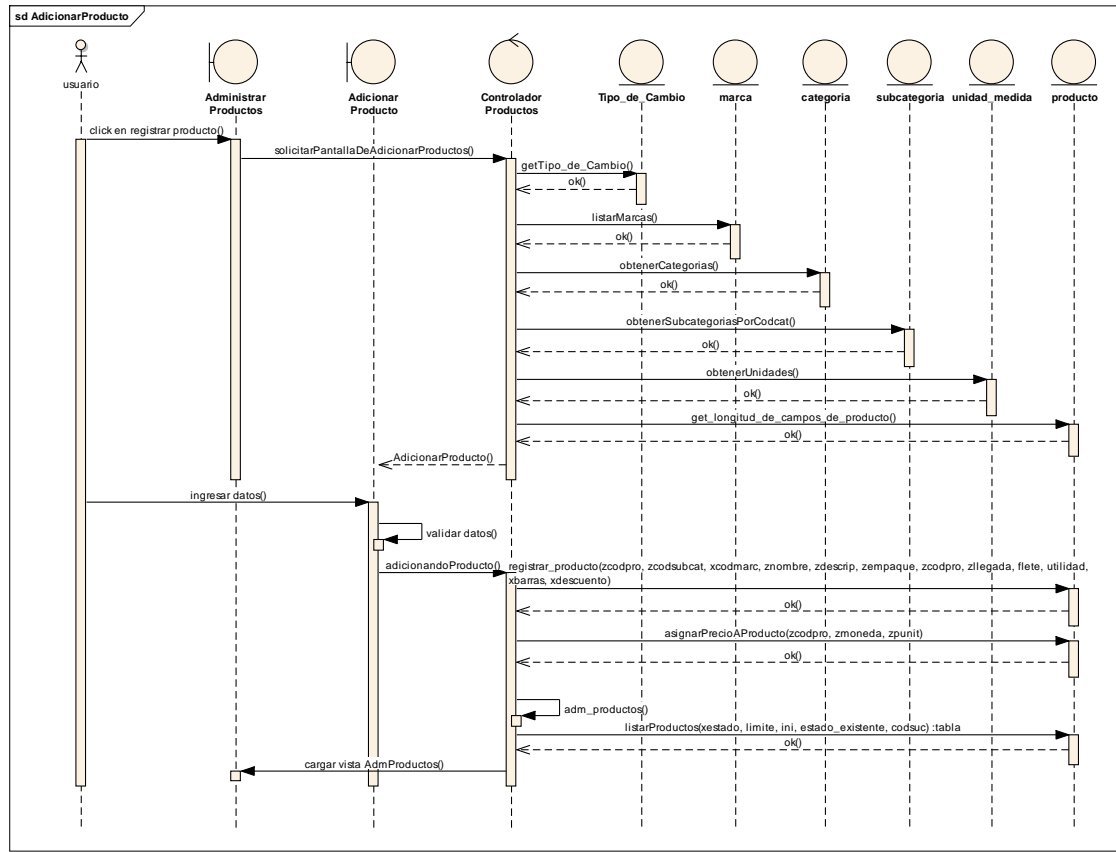 sd AdicionarProducto
usuario
Administrar
Productos
Adicionar
Producto
Controlador
Productos
Tipo_de_Cambio
marca
categoria
subcategoria
unidad_medida
producto
click en registrar producto()
solicitarPantallaDeAdicionarProductos()
getTipo_de_Cambio()
ok()
listarMarcas()
ok()
obtenerCategorias()
ok()
obtenerSubcategoriasPorCodcat()
ok()
obtenerUnidades()
ok()
get_longitud_de_campos_de_producto()
ok()
AdicionarProducto()
ingresar datos()
validar datos()
adicionandoProducto()
registrar_producto(zcodpro, zcodsubcat, xcodmarc, znombre, zdescrip, zempaque, zcodpro, zllegada, flete, utilidad,
xbarras, xdescuento)
ok()
asignarPrecioAProducto(zcodpro, zmoneda, zpunit)
ok()
adm_productos()
listarProductos(xestado, limite, ini, estado_existente, codsuc) :tabla
ok()
cargar vista AdmProductos()